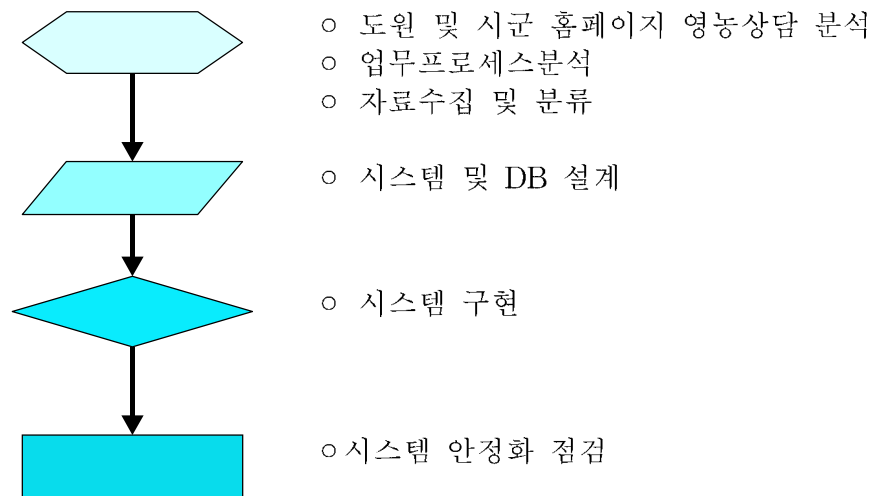 ○ 도원 및 시군 홈페이지 영농상담 분석
○ 업무프로세스분석
○ 자료수집 및 분류
○ 시스템 및 DB 설계
○ 시스템 구현
○시스템 안정화 점검